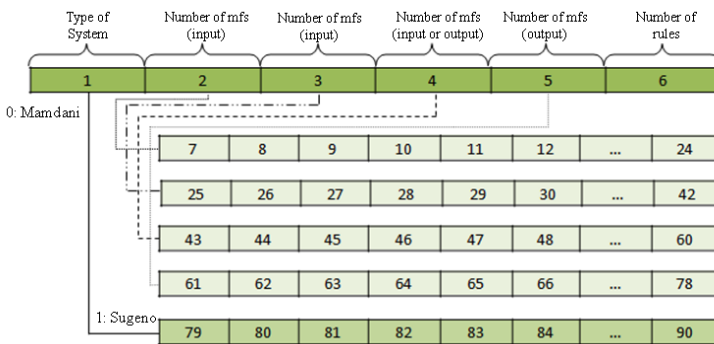 Type of System
Number of mfs (input)
Number of mfs (input)
Number of mfs (input or output)
Number of mfs (output)
Number of rules
1 2 3 4 5 6
0: Mamdani
7 8 9 10 11 12 ... 24
25 26 27 28 29 30 ... 42
43 44 45 46 47 48 ... 60
61 62 63 64 65 66 ... 78
1: Sugeno
79 80 81 82 83 84 ... 90